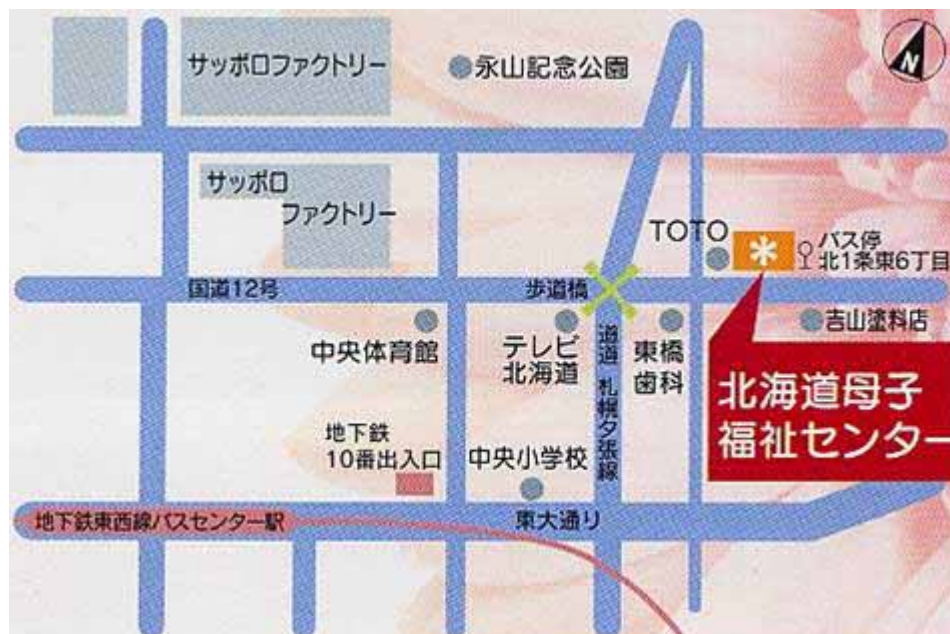 サッポロファクトリー
永山記念公園
N
サッポロ
ファクトリー
TOTO
バス停
北1条東6丁目
国道12号
歩道橋
吉山塗料店
中央体育館
テレビ
北海道
道道 札幌夕張線
東橋
歯科
北海道母子
福祉センター
地下鉄
10番出入口
中央小学校
地下鉄東西線バスセンター駅
東大通り